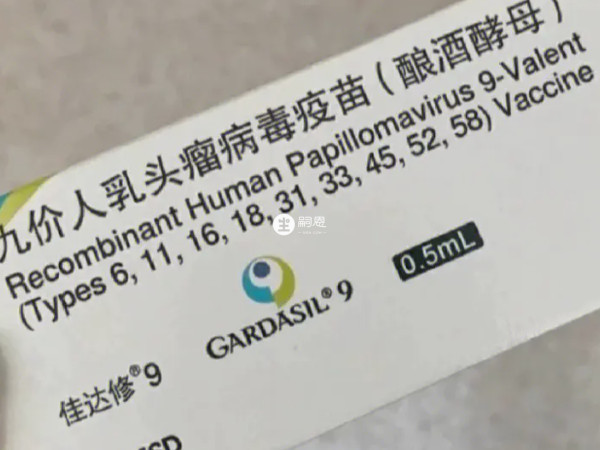 九价人乳头瘤病毒疫苗（酿酒酵母）
Recombinant Human Papillomavirus 9-Valent
(Types 6, 11, 16, 18, 31, 33, 45, 52, 58) Vaccine
嗣恩
GARDASIL®9
0.5mL
佳达修®9